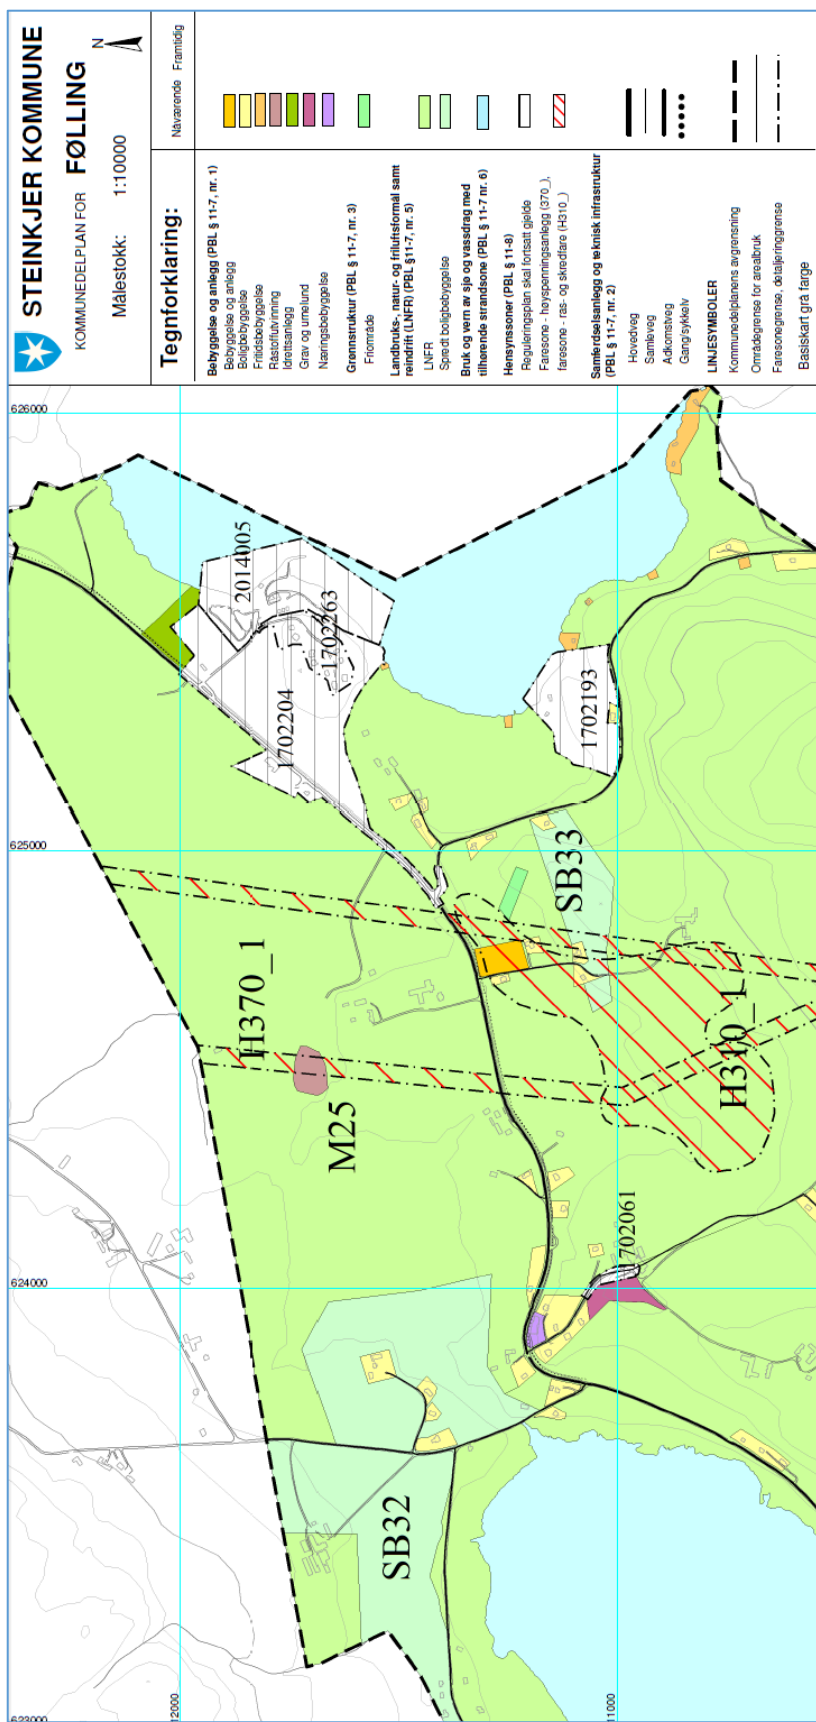 STEINKJER KOMMUNE
KOMMUNEDELPLAN FOR FØLLING
N
Målestokk: 1:10000
Tegnforklaring:
Nåværende Framtidig
Bebyggelse og anlegg (PBL § 11-7, nr. 1)
Bebyggelse og anlegg
Boligbebyggelse
Fritidsbebyggelse
Råstoffutvinning
Idrettsanlegg
Grav og urnelund
Næringsbebyggelse
Grønnstruktur (PBL § 11-7, nr. 3)
Friområde
Landbruks-, natur- og friluftsformål samt
reindrift (LNFR) (PBL §11-7, nr. 5)
LNFR
Spredt boligbebyggelse
Bruk og vern av sjø og vassdrag med
tilhørende strandsone (PBL § 11-7 nr. 6)
Hensynssoner (PBL § 11-8)
Reguleringsplan skal fortsatt gjelde
Faresone - høyspenningsanlegg (370_),
faresone - ras- og skredfare (H310_)
Samferdselsanlegg og teknisk infrastruktur
(PBL § 11-7, nr. 2)
Hovedveg
Samleveg
Adkomstveg
Gang/sykkelv
LINJESYMBOLER
Kommunedelplanens avgrensning
Områdegrense for arealbruk
Faresonegrense, detaljeringgrense
Basiskart grå farge
626000
2014005
1702263
1702204
1702193
625000
SB33
H370_1
H310_1
M25
702061
624000
SB32
623000
12000
11000